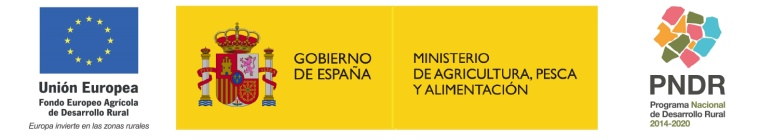 Unión Europea
Fondo Europeo Agrícola
de Desarrollo Rural
Europa invierte en las zonas rurales
GOBIERNO
DE ESPAÑA
MINISTERIO
DE AGRICULTURA, PESCA
Y ALIMENTACIÓN
PNDR
Programa Nacional
de Desarrollo Rural
2014-2020